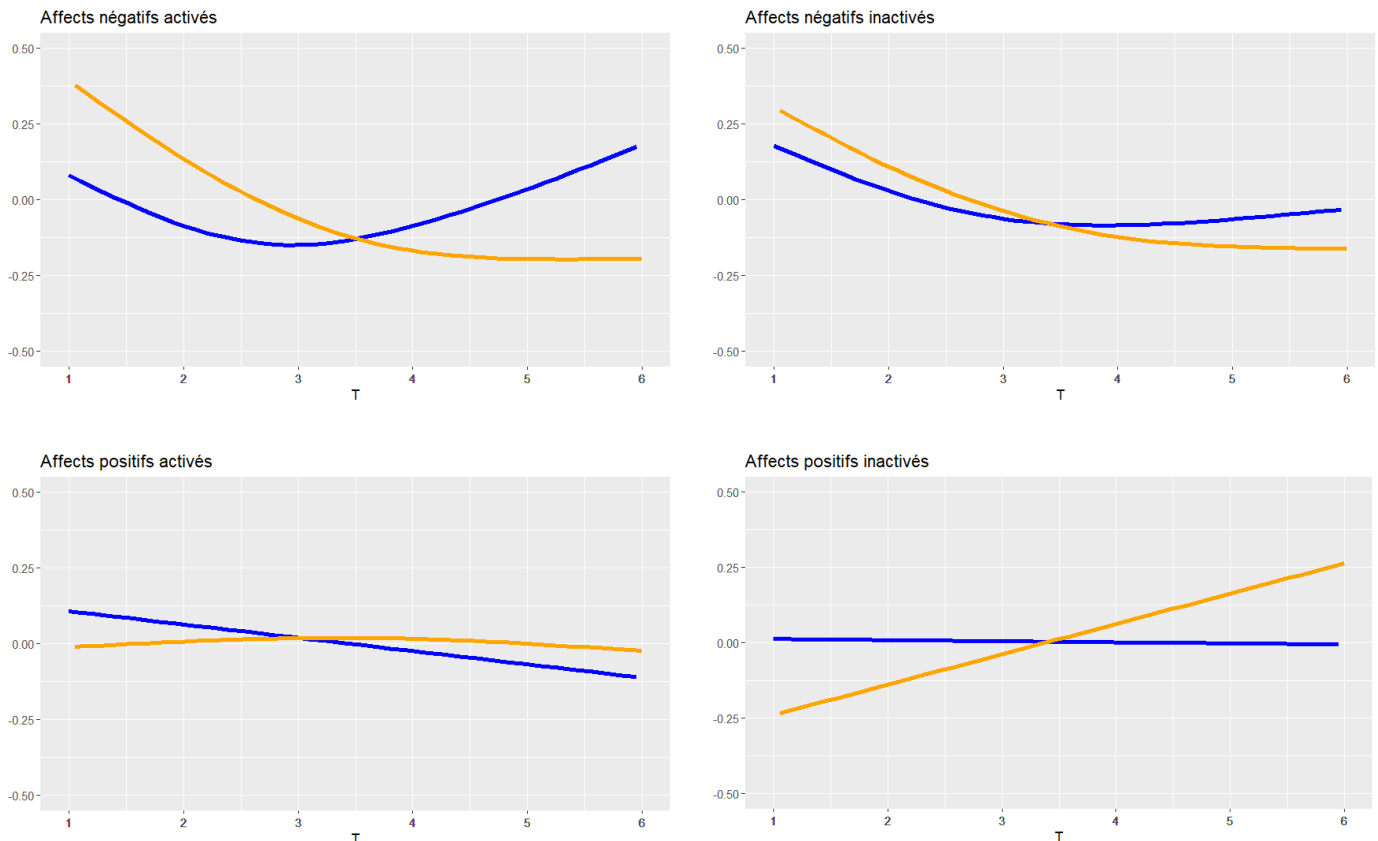 Affects négatifs activés
0.50
0.25
0.00
-0.25
-0.50
1 2 3 4 5 6
T
Affects négatifs inactivés
0.50
0.25
0.00
-0.25
-0.50
1 2 3 4 5 6
T
Affects positifs activés
0.50
0.25
0.00
-0.25
-0.50
1 2 3 4 5 6
T
Affects positifs inactivés
0.50
0.25
0.00
-0.25
-0.50
1 2 3 4 5 6
T